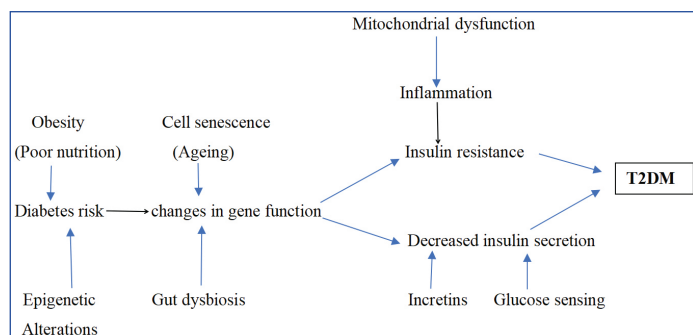 Mitochondrial dysfunction
Inflammation
Obesity
(Poor nutrition)
Cell senescence
(Ageing)
Insulin resistance
T2DM
Diabetes risk
changes in gene function
Decreased insulin secretion
Epigenetic
Alterations
Gut dysbiosis
Incretins
Glucose sensing